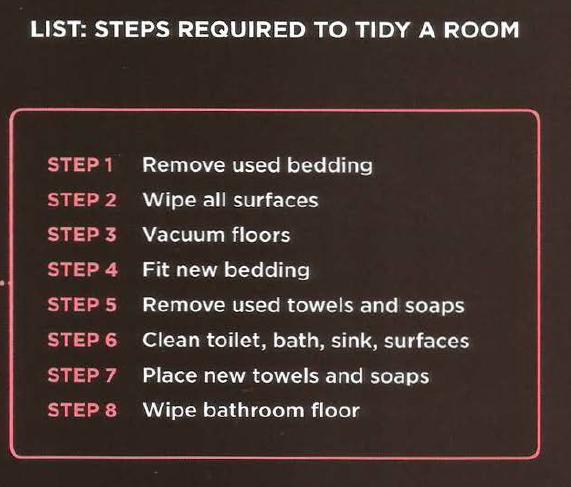 LIST: STEPS REQUIRED TO TIDY A ROOM
STEP 1 Remove used bedding
STEP 2 Wipe all surfaces
STEP 3 Vacuum floors
STEP 4 Fit new bedding
STEP 5 Remove used towels and soaps
STEP 6 Clean toilet, bath, sink, surfaces
STEP 7 Place new towels and soaps
STEP 8 Wipe bathroom floor